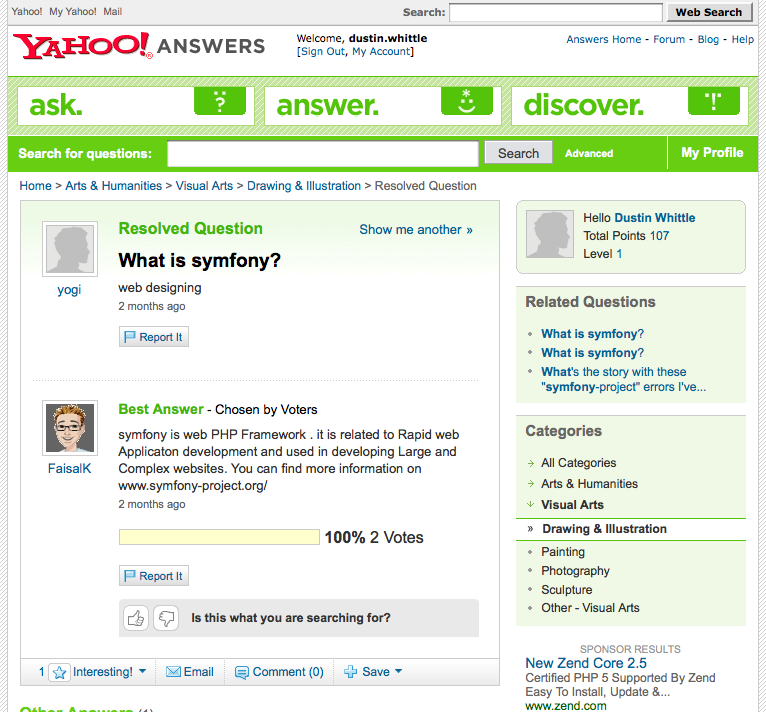 Yahoo! My Yahoo! Mail
Search:
Web Search
YAHOO!® ANSWERS
Welcome, dustin.whittle
[Sign Out, My Account]
Answers Home - Forum - Blog - Help
ask.
?
answer.
discover.
Search for questions:
Search
Advanced
My Profile
Home > Arts & Humanities > Visual Arts > Drawing & Illustration > Resolved Question
yogi
Resolved Question
Show me another »
What is symfony?
web designing
2 months ago
Report It
FaisalK
Best Answer - Chosen by Voters
symfony is web PHP Framework . it is related to Rapid web
Applicaton development and used in developing Large and
Complex websites. You can find more information on
www.symfony-project.org/
2 months ago
100% 2 Votes
Report It
Is this what you are searching for?
1 Interesting!
Email
Comment (0)
Save
Other Answers (1)
Hello Dustin Whittle
Total Points 107
Level 1
Related Questions
What is symfony?
What is symfony?
What's the story with these
"symfony-project" errors I've...
Categories
All Categories
Arts & Humanities
Visual Arts
» Drawing & Illustration
Painting
Photography
Sculpture
Other - Visual Arts
SPONSOR RESULTS
New Zend Core 2.5
Certified PHP 5 Supported By Zend
Easy To Install, Update &...
www.zend.com